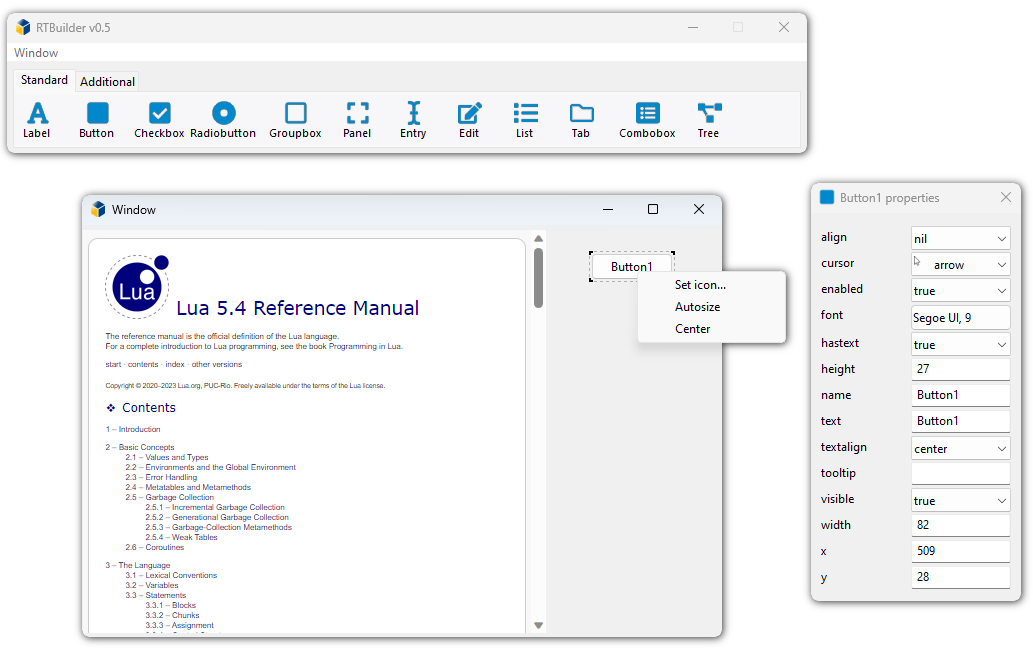 RTBuilder v0.5
Window
Standard Additional
Label Button Checkbox Radiobutton Groupbox Panel Entry Edit List Tab Combobox Tree
Window
Lua
Lua 5.4 Reference Manual
The reference manual is the official definition of the Lua language.
For a complete introduction to Lua programming, see the book Programming in Lua.
start · contents · index · other versions
Copyright © 2020–2023 Lua.org, PUC-Rio. Freely available under the terms of the Lua license.
❖ Contents
1 – Introduction
2 – Basic Concepts
2.1 – Values and Types
2.2 – Environments and the Global Environment
2.3 – Error Handling
2.4 – Metatables and Metamethods
2.5 – Garbage Collection
2.5.1 – Incremental Garbage Collection
2.5.2 – Generational Garbage Collection
2.5.3 – Garbage-Collection Metamethods
2.5.4 – Weak Tables
2.6 – Coroutines
3 – The Language
3.1 – Lexical Conventions
3.2 – Variables
3.3 – Statements
3.3.1 – Blocks
3.3.2 – Chunks
3.3.3 – Assignment
Button1
Set icon...
Autosize
Center
Button1 properties
align nil
cursor arrow
enabled true
font Segoe UI, 9
hastext true
height 27
name Button1
text Button1
textalign center
tooltip
visible true
width 82
x 509
y 28